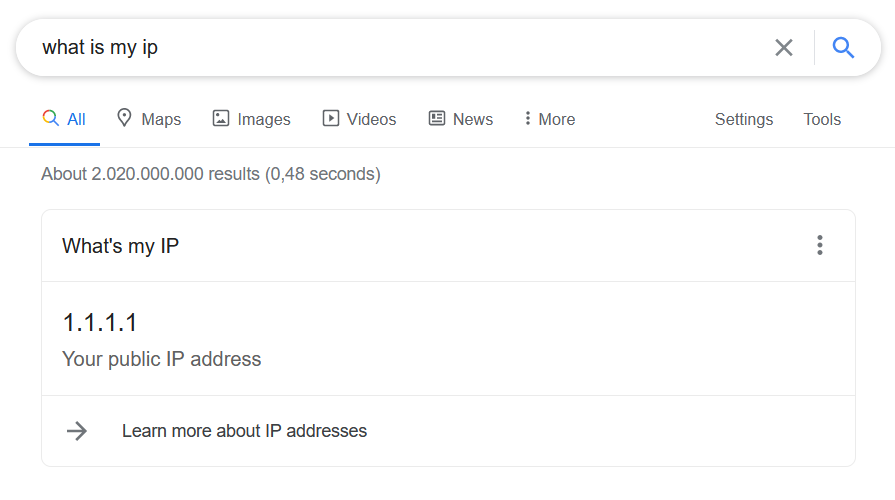 what is my ip
All Maps Images Videos News More Settings Tools
About 2.020.000.000 results (0,48 seconds)
What's my IP
1.1.1.1
Your public IP address
Learn more about IP addresses